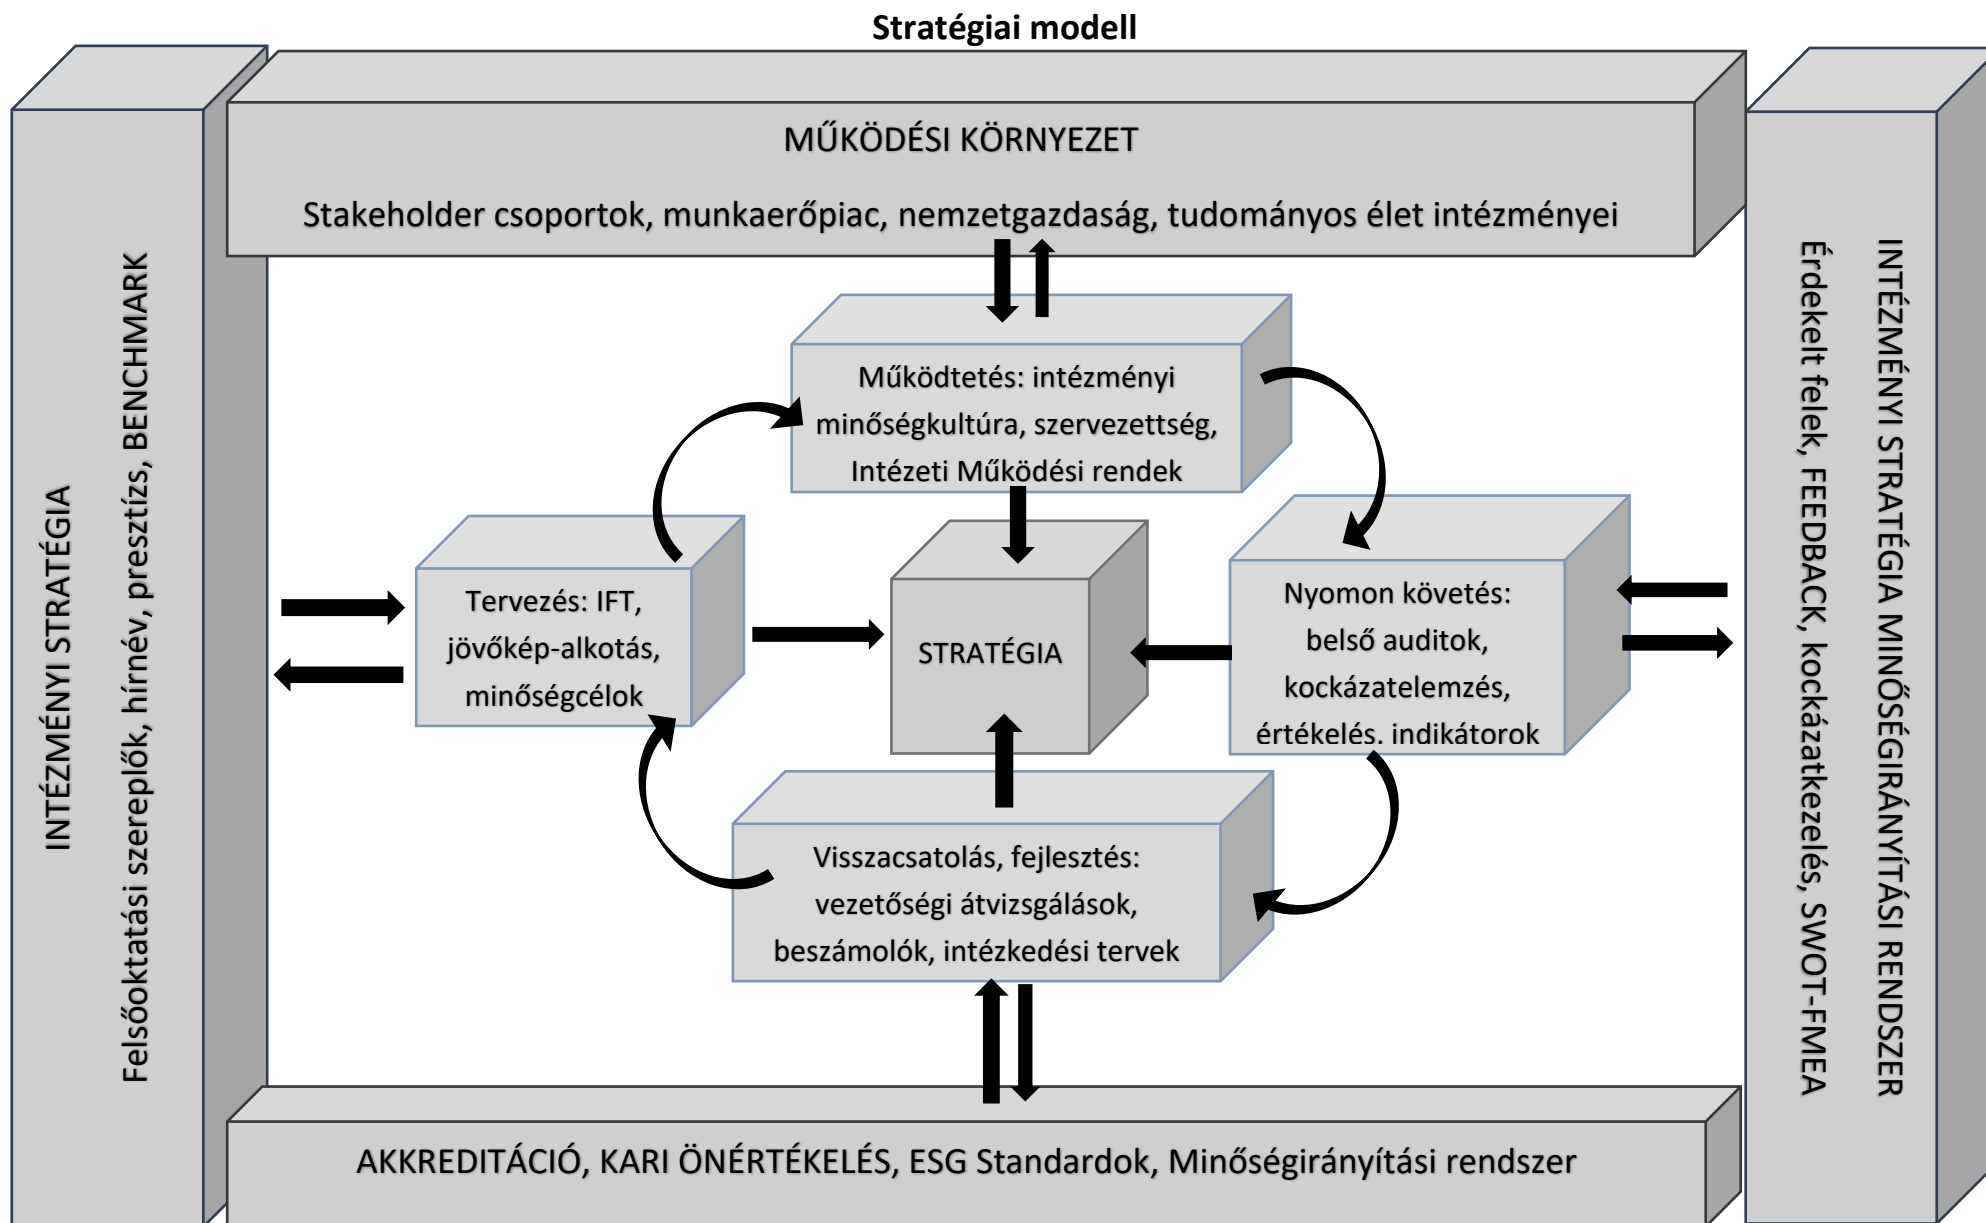 Stratégiai modell
MŰKÖDÉSI KÖRNYEZET
Stakeholder csoportok, munkaerőpiac, nemzetgazdaság, tudományos élet intézményei
INTÉZMÉNYI STRATÉGIA
Felsőoktatási szereplők, hírnév, presztízs, BENCHMARK
Működtetés: intézményi
minőségkultúra, szervezettség,
Intézeti Működési rendek
Tervezés: IFT,
jövőkép-alkotás,
minőségcélok
STRATÉGIA
Nyomon követés:
belső auditok,
kockázatelemzés,
értékelés, indikátorok
Visszacsatolás, fejlesztés:
vezetőségi átvizsgálások,
beszámolók, intézkedési tervek
INTÉZMÉNYI STRATÉGIA MINŐSÉGIRÁNYÍTÁSI RENDSZER
Érdekelt felek, FEEDBACK, kockázatkezelés, SWOT-FMEA
AKKREDITÁCIÓ, KARI ÖNÉRTÉKELÉS, ESG Standardok, Minőségirányítási rendszer